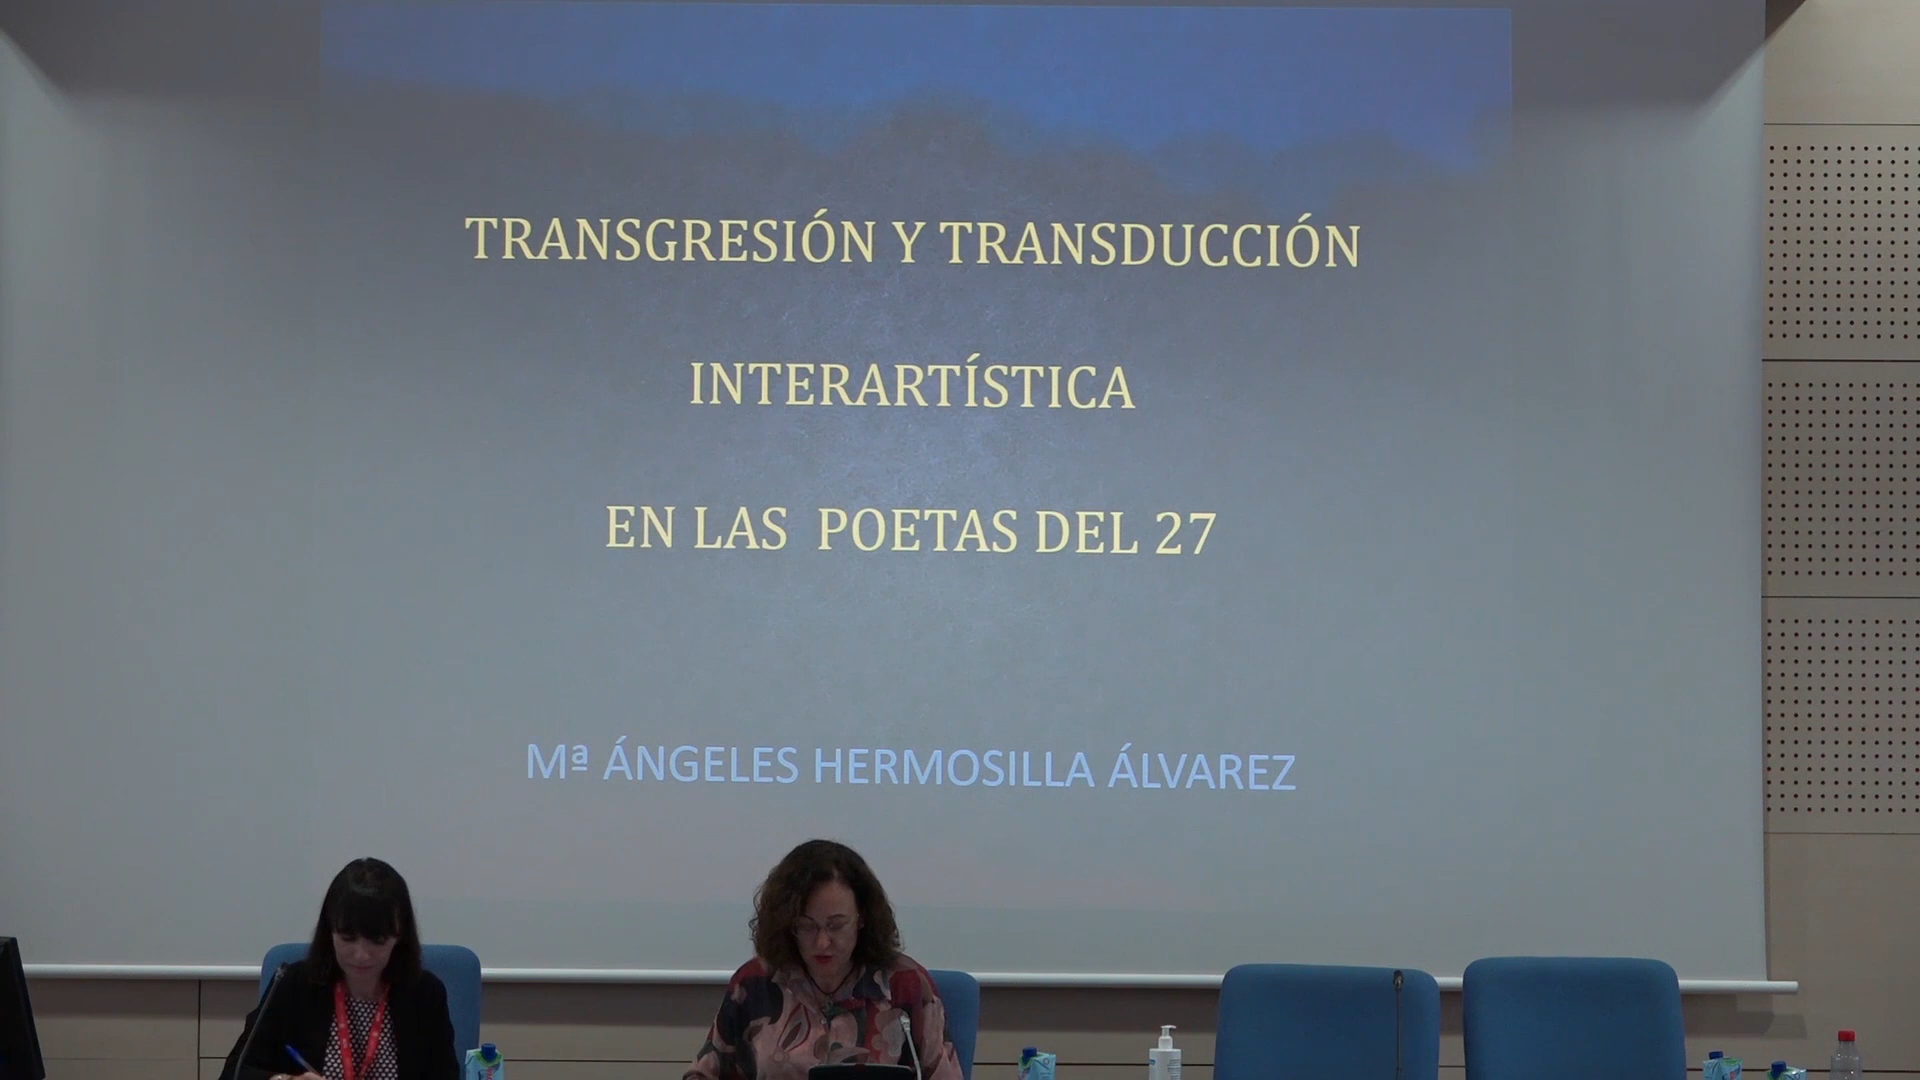 TRANSGRESIÓN Y TRANSDUCCIÓN
INTERARTÍSTICA
EN LAS POETAS DEL 27
Mª ÁNGELES HERMOSILLA ÁLVAREZ